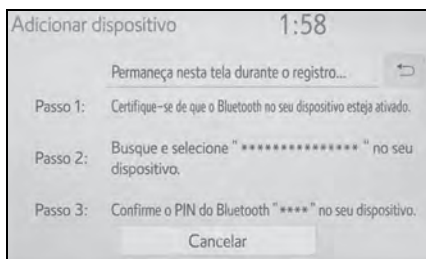 Adicionar dispositivo 1:58
Permaneça nesta tela durante o registro...
Passo 1: Certifique-se de que o Bluetooth no seu dispositivo esteja ativado.
Passo 2: Busque e selecione "***************" no seu
dispositivo.
Passo 3: Confirme o PIN do Bluetooth "****" no seu dispositivo.
Cancelar